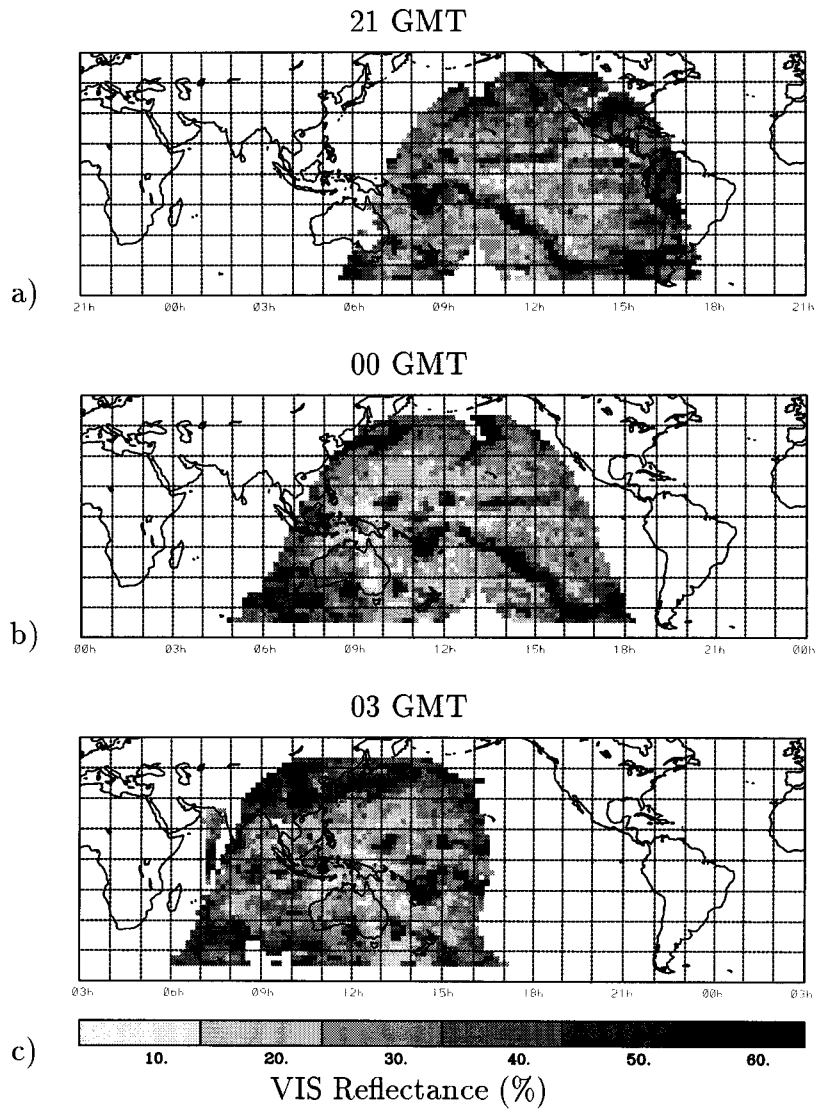 21 GMT
a)
21h 00h 03h 06h 09h 12h 15h 18h 21h
00 GMT
b)
00h 03h 06h 09h 12h 15h 18h 21h 00h
03 GMT
03h 06h 09h 12h 15h 18h 21h 00h 03h
c)
10. 20. 30. 40. 50. 60.
VIS Reflectance (%)